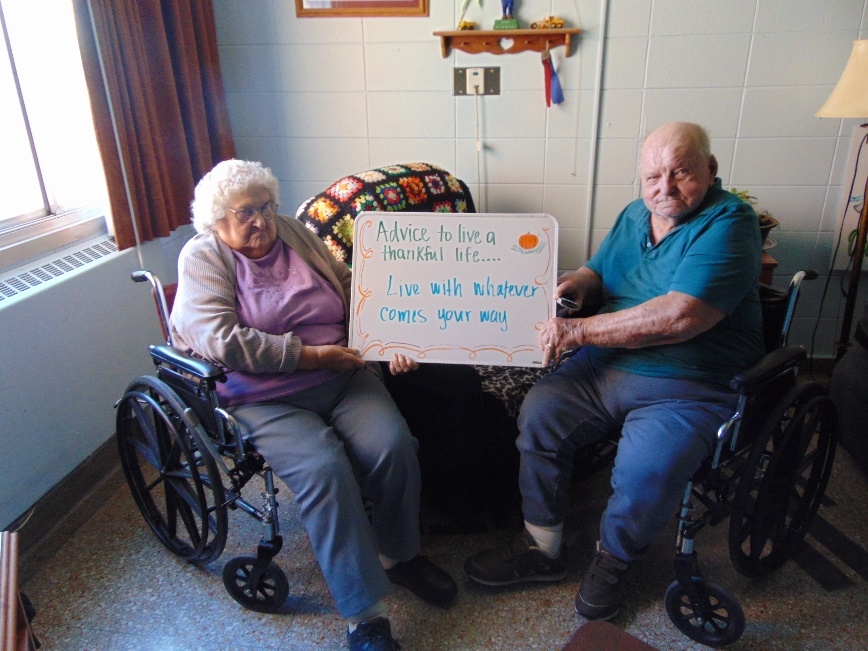 Advice to live a
thankful life....
Live with whatever
comes your way